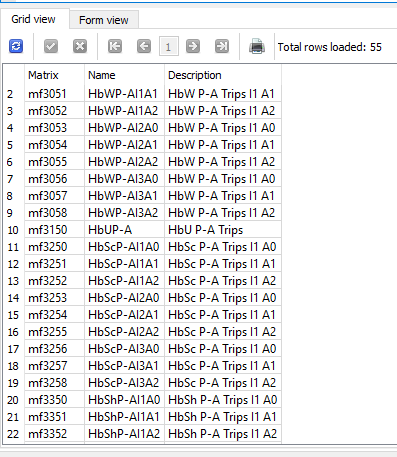 Grid view Form view
1 Total rows loaded: 55
Matrix Name Description
2 mf3051 HbWP-AI1A1 HbW P-A Trips I1 A1
3 mf3052 HbWP-AI1A2 HbW P-A Trips I1 A2
4 mf3053 HbWP-AI2A0 HbW P-A Trips I1 A0
5 mf3054 HbWP-AI2A1 HbW P-A Trips I1 A1
6 mf3055 HbWP-AI2A2 HbW P-A Trips I1 A2
7 mf3056 HbWP-AI3A0 HbW P-A Trips I1 A0
8 mf3057 HbWP-AI3A1 HbW P-A Trips I1 A1
9 mf3058 HbWP-AI3A2 HbW P-A Trips I1 A2
10 mf3150 HbUP-A HbU P-A Trips
11 mf3250 HbScP-AI1A0 HbSc P-A Trips I1 A0
12 mf3251 HbScP-AI1A1 HbSc P-A Trips I1 A1
13 mf3252 HbScP-AI1A2 HbSc P-A Trips I1 A2
14 mf3253 HbScP-AI2A0 HbSc P-A Trips I1 A0
15 mf3254 HbScP-AI2A1 HbSc P-A Trips I1 A1
16 mf3255 HbScP-AI2A2 HbSc P-A Trips I1 A2
17 mf3256 HbScP-AI3A0 HbSc P-A Trips I1 A0
18 mf3257 HbScP-AI3A1 HbSc P-A Trips I1 A1
19 mf3258 HbScP-AI3A2 HbSc P-A Trips I1 A2
20 mf3350 HbShP-AI1A0 HbSh P-A Trips I1 A0
21 mf3351 HbShP-AI1A1 HbSh P-A Trips I1 A1
22 mf3352 HbShP-AI1A2 HbSh P-A Trips I1 A2